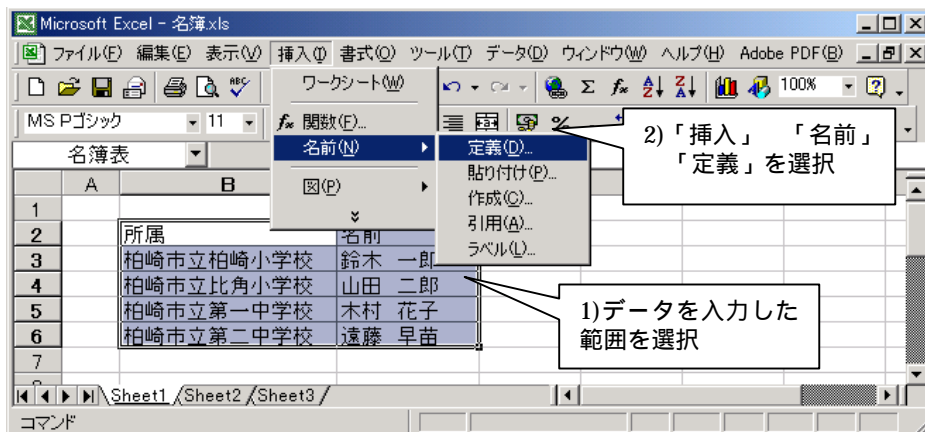 Microsoft Excel - 名簿.xls
ファイル(F) 編集(E) 表示(V) 挿入(I) 書式(O) ツール(T) データ(D) ウィンドウ(W) ヘルプ(H) Adobe PDF(B)
ワークシート(W)
100%
MS Pゴシック 11
fx 関数(F)...
名簿表
名前(N)
定義(D)...
貼り付け(P)...
図(P)
作成(C)...
引用(A)...
ラベル(L)...
2)「挿入」 「名前」
「定義」を選択
A B
1
2 所属 名前
3 柏崎市立柏崎小学校 鈴木 一郎
4 柏崎市立比角小学校 山田 二郎
5 柏崎市立第一中学校 木村 花子
6 柏崎市立第二中学校 遠藤 早苗
7
1)データを入力した
範囲を選択
Sheet1 Sheet2 Sheet3
コマンド